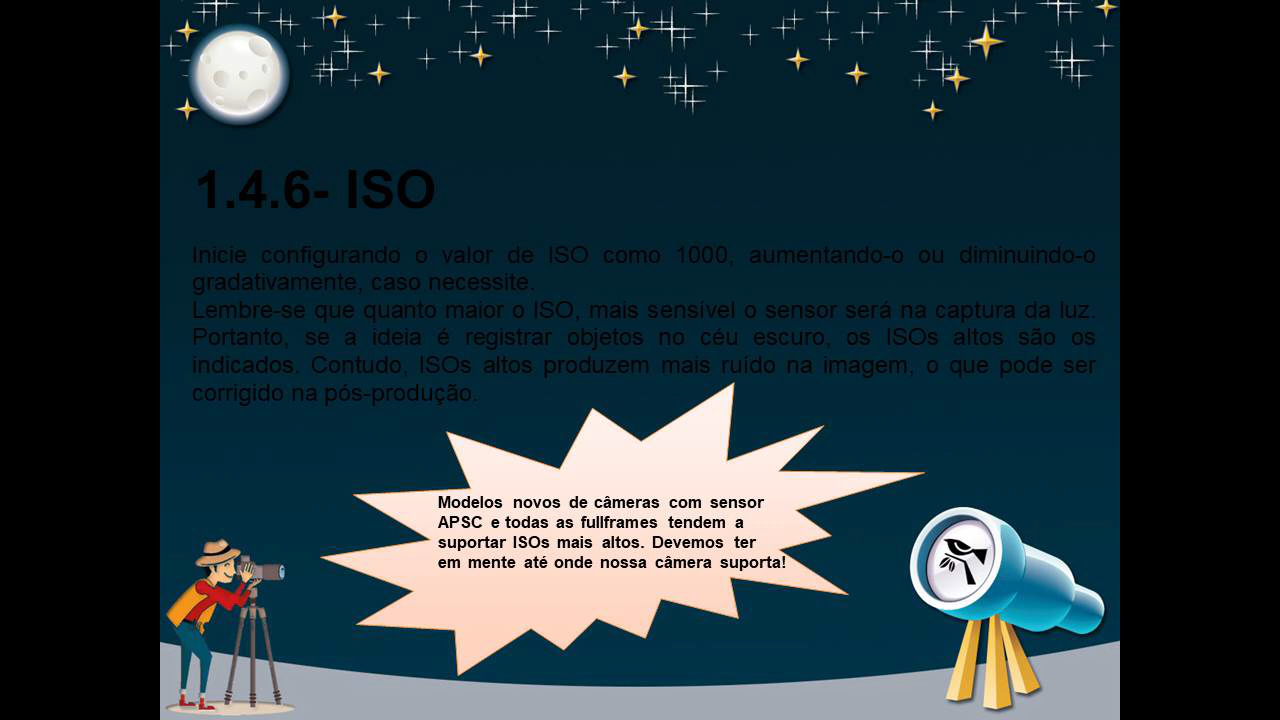 1.4.6- ISO
Inicie configurando o valor de ISO como 1000, aumentando-o ou diminuindo-o
gradativamente, caso necessite.
Lembre-se que quanto maior o ISO, mais sensível o sensor será na captura da luz.
Portanto, se a ideia é registrar objetos no céu escuro, os ISOs altos são os
indicados. Contudo, ISOs altos produzem mais ruído na imagem, o que pode ser
corrigido na pós-produção.
Modelos novos de câmeras com sensor
APSC e todas as fullframes tendem a
suportar ISOs mais altos. Devemos ter
em mente até onde nossa câmera suporta!